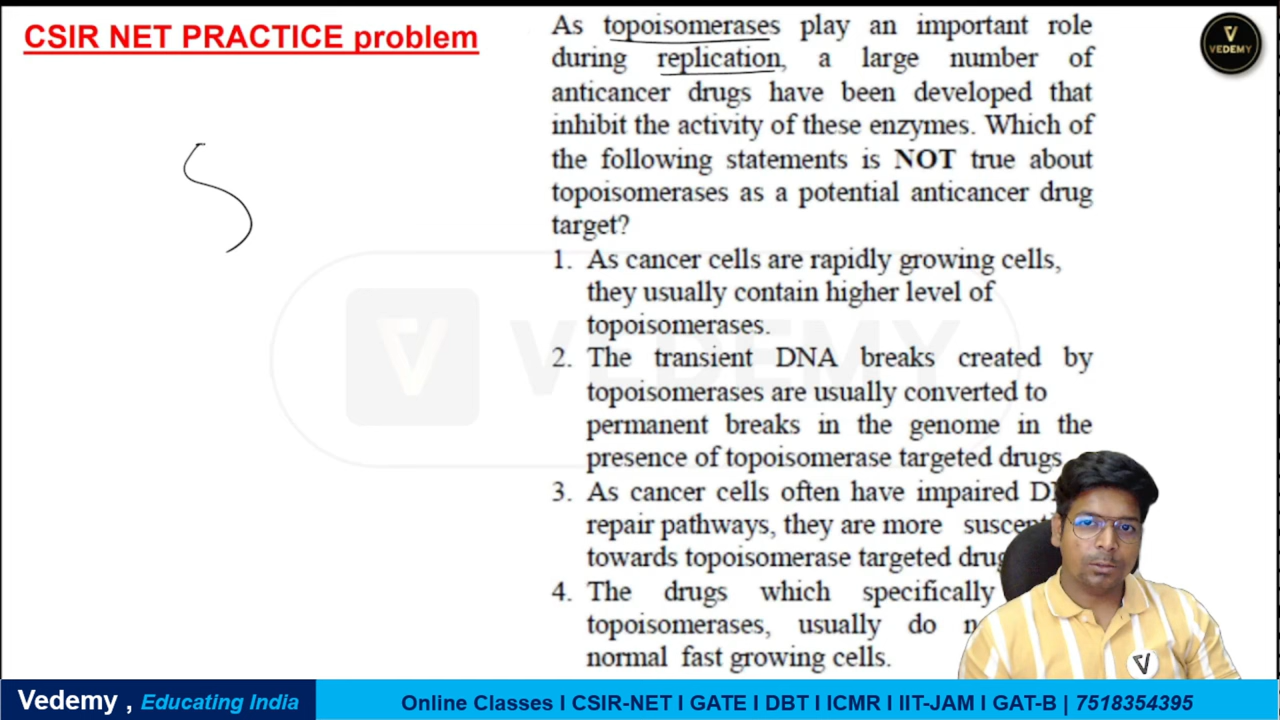 CSIR NET PRACTICE problem
As topoisomerases play an important role
during replication, a large number of
anticancer drugs have been developed that
inhibit the activity of these enzymes. Which of
the following statements is NOT true about
topoisomerases as a potential anticancer drug
target?
1. As cancer cells are rapidly growing cells,
they usually contain higher level of
topoisomerases.
2. The transient DNA breaks created by
topoisomerases are usually converted to
permanent breaks in the genome in the
presence of topoisomerase targeted drugs.
3. As cancer cells often have impaired
repair pathways, they are more
towards topoisomerase targeted
4. The drugs which specifically
topoisomerases, usually do
normal fast growing cells.
VEDEMY
VEDEMY
Vedemy , Educating India
Online Classes I CSIR-NET I GATE I DBT I ICMR I IIT-JAM I GAT-B | 7518354395